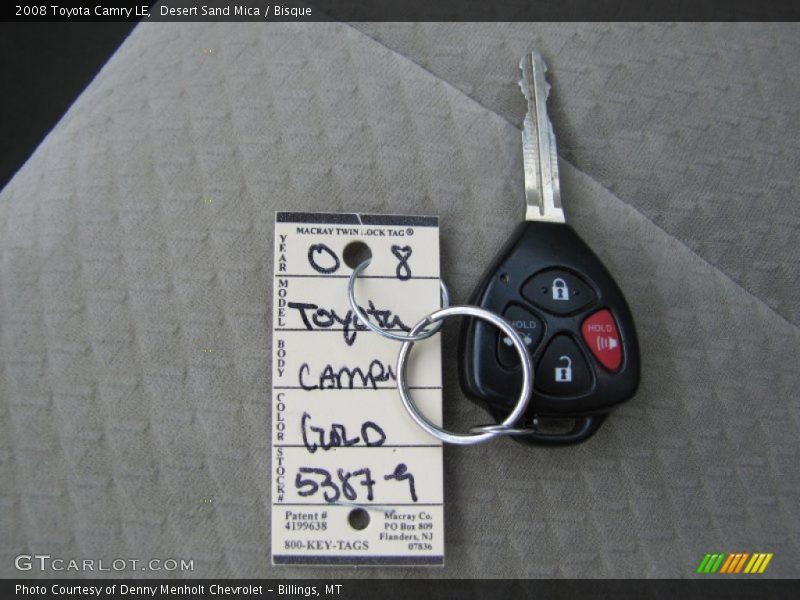 2008 Toyota Camry LE,  Desert Sand Mica / Bisque
MACRAY TWIN LOCK TAG®
YEAR 0 8
MODEL Toyota
BODY CAMRY
COLOR GOLD
STOCK# 5387-9
Patent #
4199638
800-KEY-TAGS
Macray Co.
PO Box 809
Flanders, NJ
07836
HOLD
HOLD
GTCARLOT.COM
Photo Courtesy of Denny Menholt Chevrolet – Billings, MT